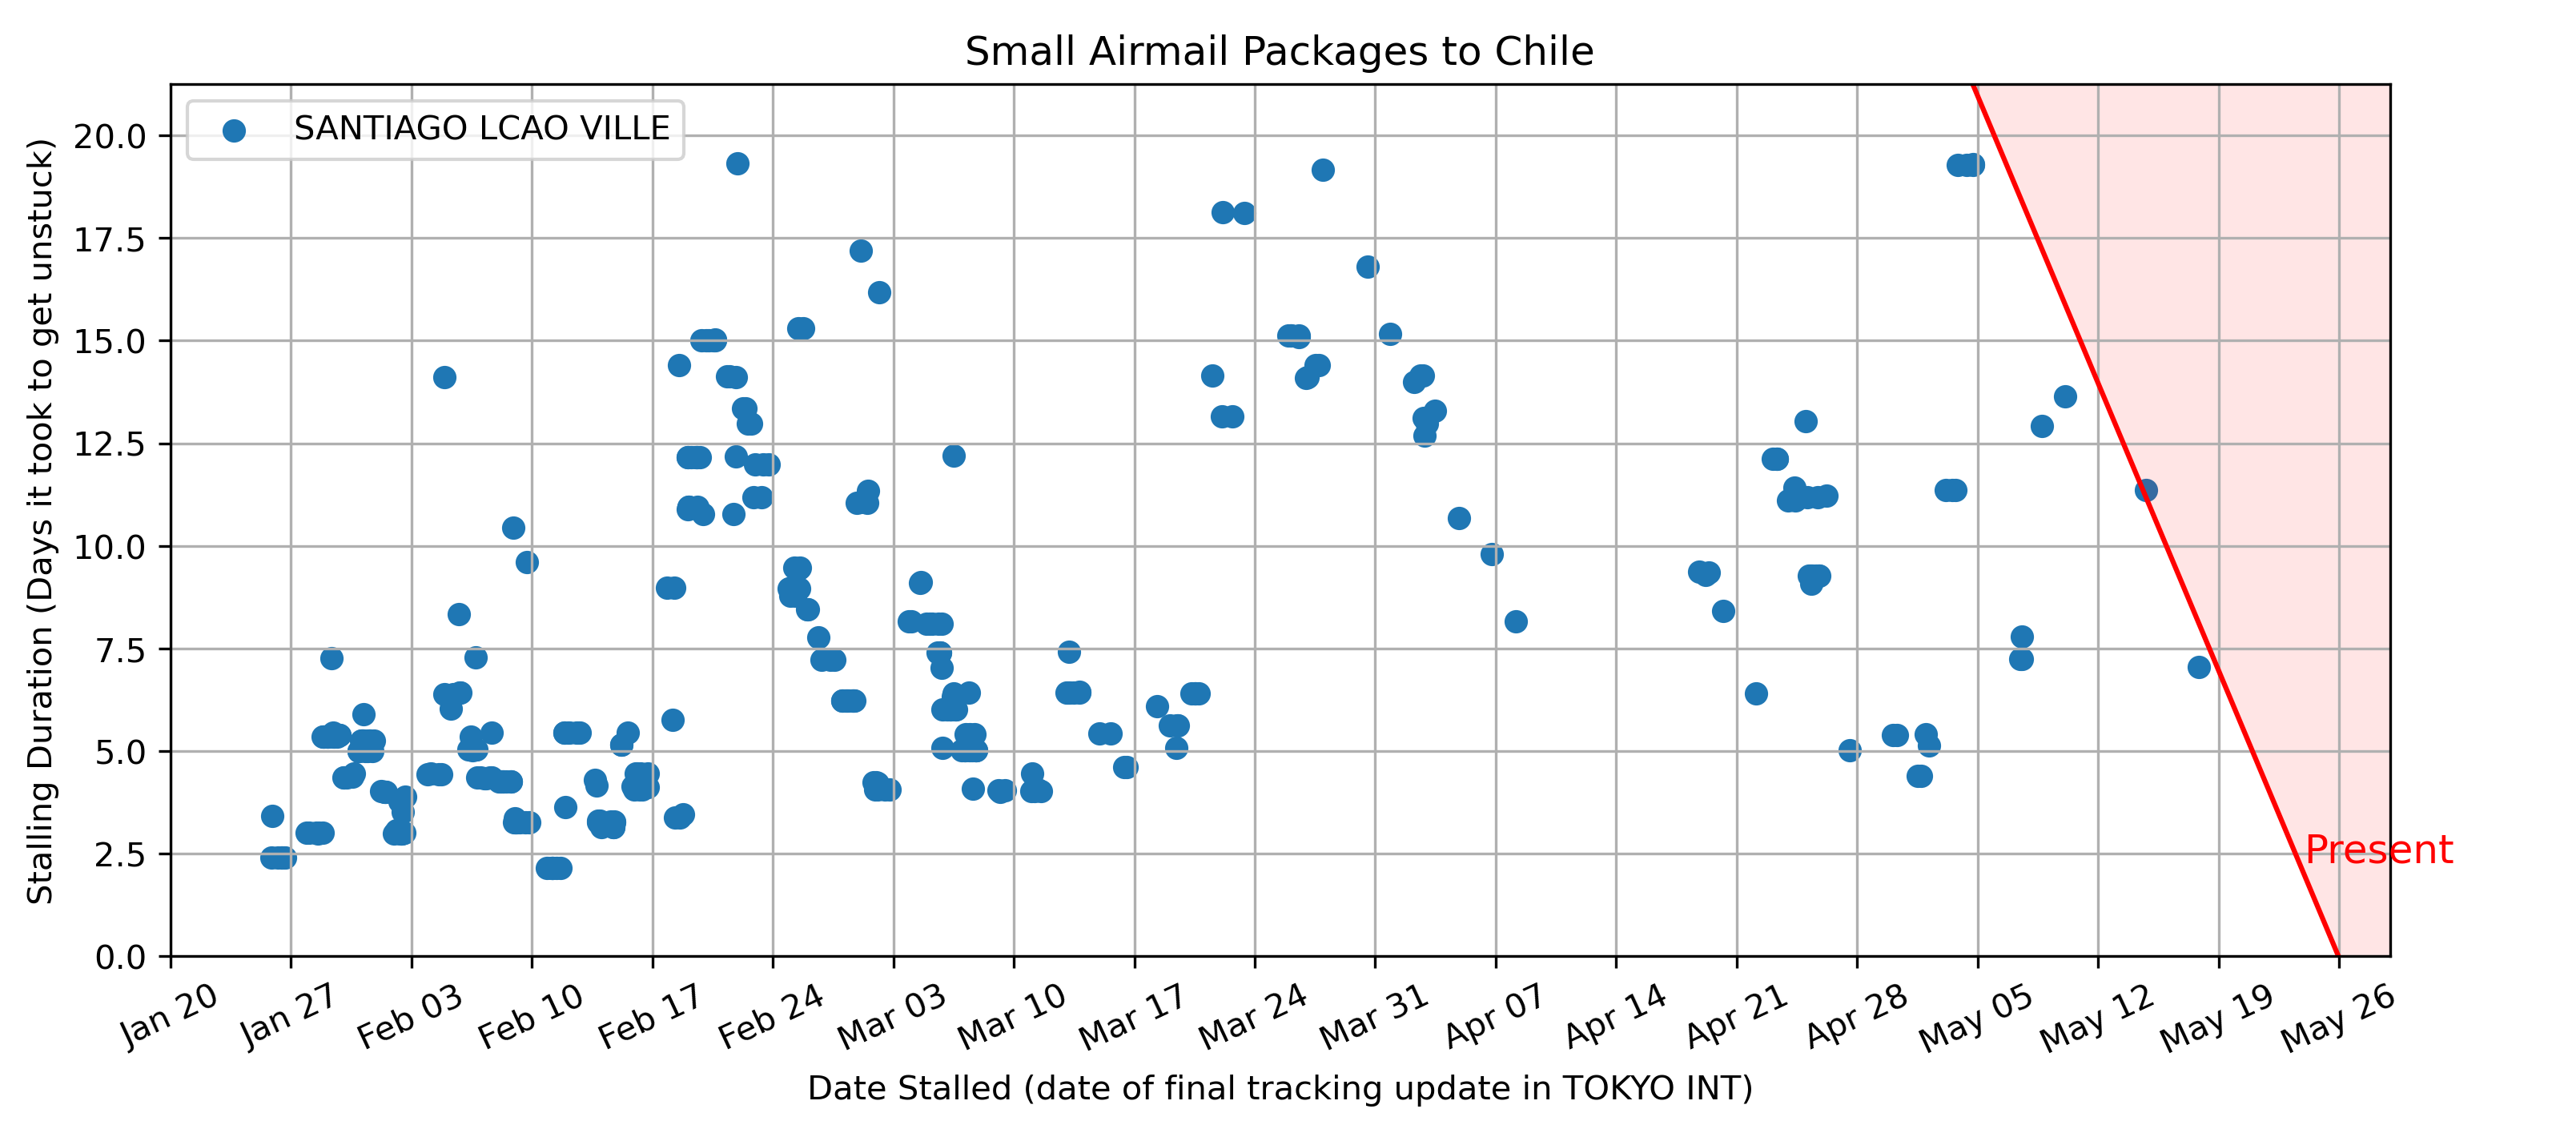 Small Airmail Packages to Chile
SANTIAGO LCAO VILLE
Stalling Duration (Days it took to get unstuck)
20.0
17.5
15.0
12.5
10.0
7.5
5.0
2.5
0.0
Present
Jan 20
Jan 27
Feb 03
Feb 10
Feb 17
Feb 24
Mar 03
Mar 10
Mar 17
Mar 24
Mar 31
Apr 07
Apr 14
Apr 21
Apr 28
May 05
May 12
May 19
May 26
Date Stalled (date of final tracking update in TOKYO INT)